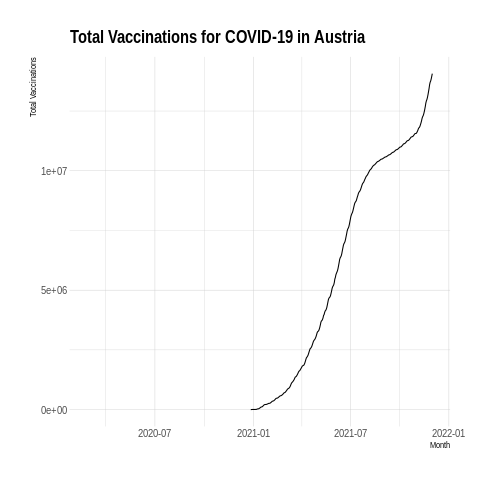 Total Vaccinations for COVID-19 in Austria
Total Vaccinations
1e+07
5e+06
0e+00
2020-07 2021-01 2021-07 2022-01
Month